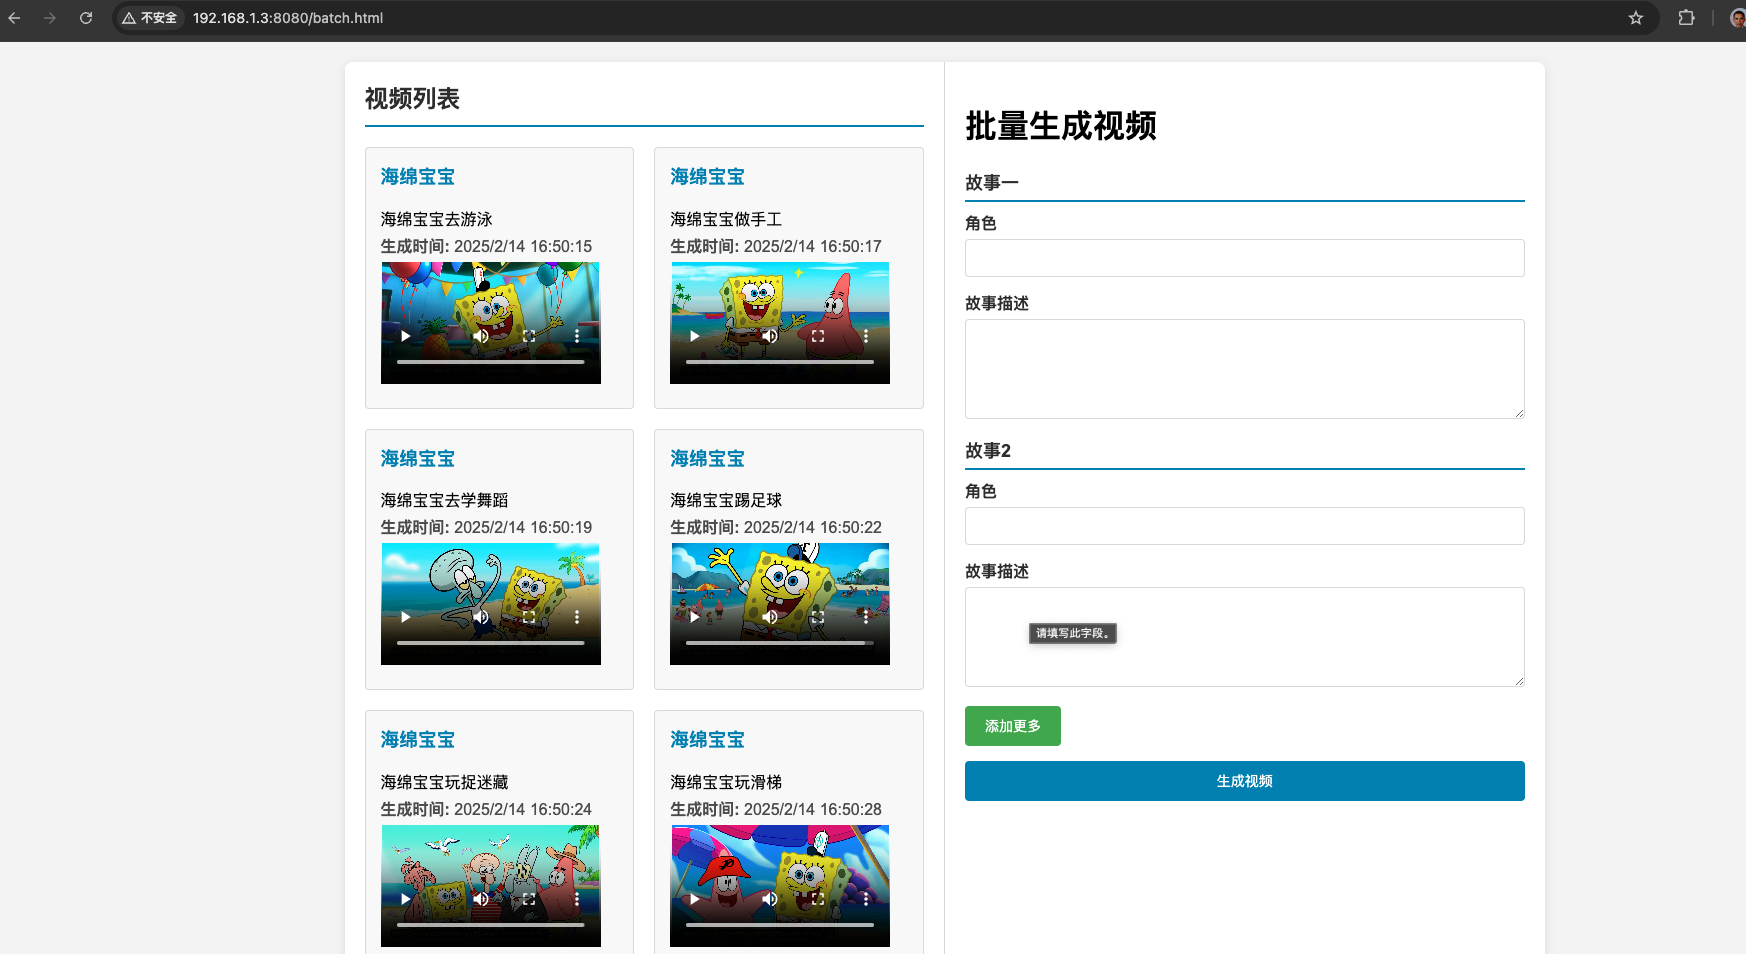 不安全
192.168.1.3:8080/batch.html
视频列表
海绵宝宝
海绵宝宝去游泳
生成时间: 2025/2/14 16:50:15
海绵宝宝
海绵宝宝做手工
生成时间: 2025/2/14 16:50:17
海绵宝宝
海绵宝宝去学舞蹈
生成时间: 2025/2/14 16:50:19
海绵宝宝
海绵宝宝踢足球
生成时间: 2025/2/14 16:50:22
海绵宝宝
海绵宝宝玩捉迷藏
生成时间: 2025/2/14 16:50:24
海绵宝宝
海绵宝宝玩滑梯
生成时间: 2025/2/14 16:50:28
批量生成视频
故事一
角色
故事描述
故事2
角色
故事描述
请填写此字段。
添加更多
生成视频